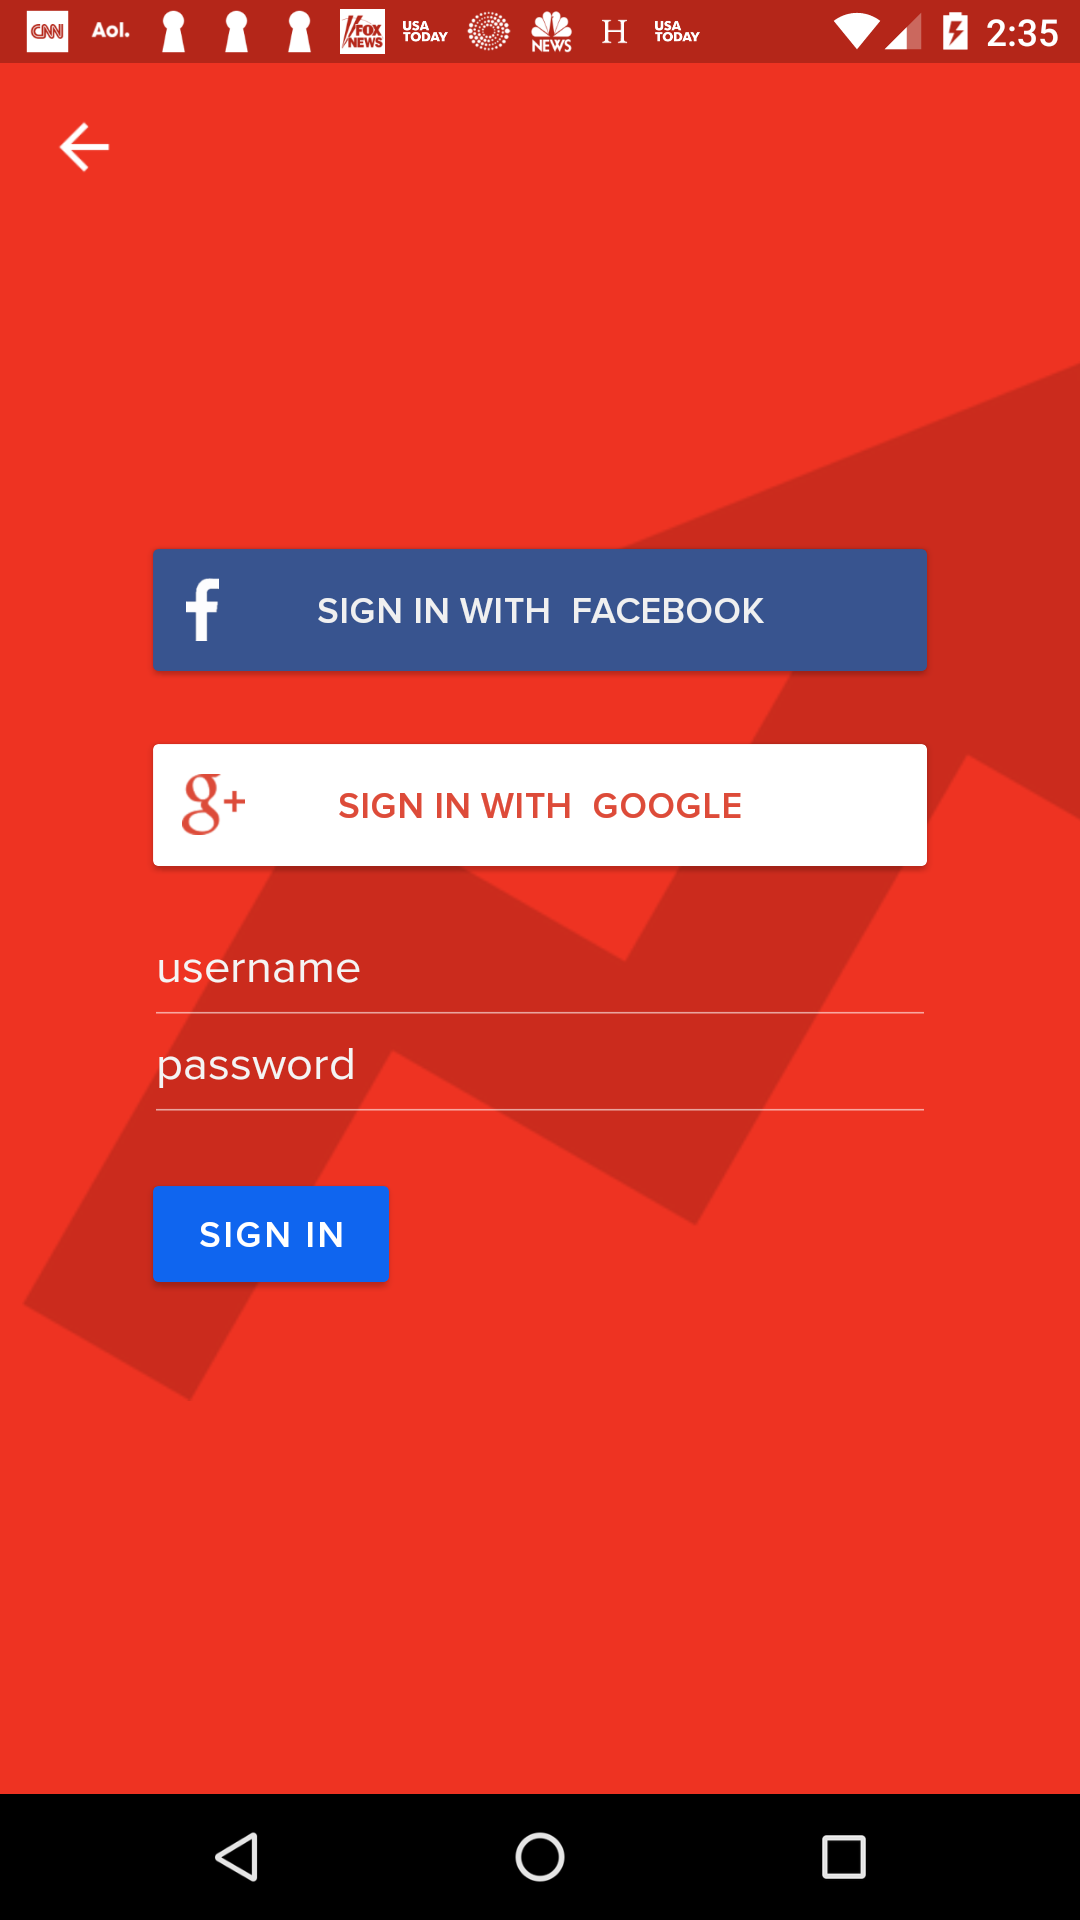 CNN Aol. FOX NEWS USA TODAY NEWS H USA TODAY 2:35
f SIGN IN WITH FACEBOOK
g+ SIGN IN WITH GOOGLE
username
password
SIGN IN